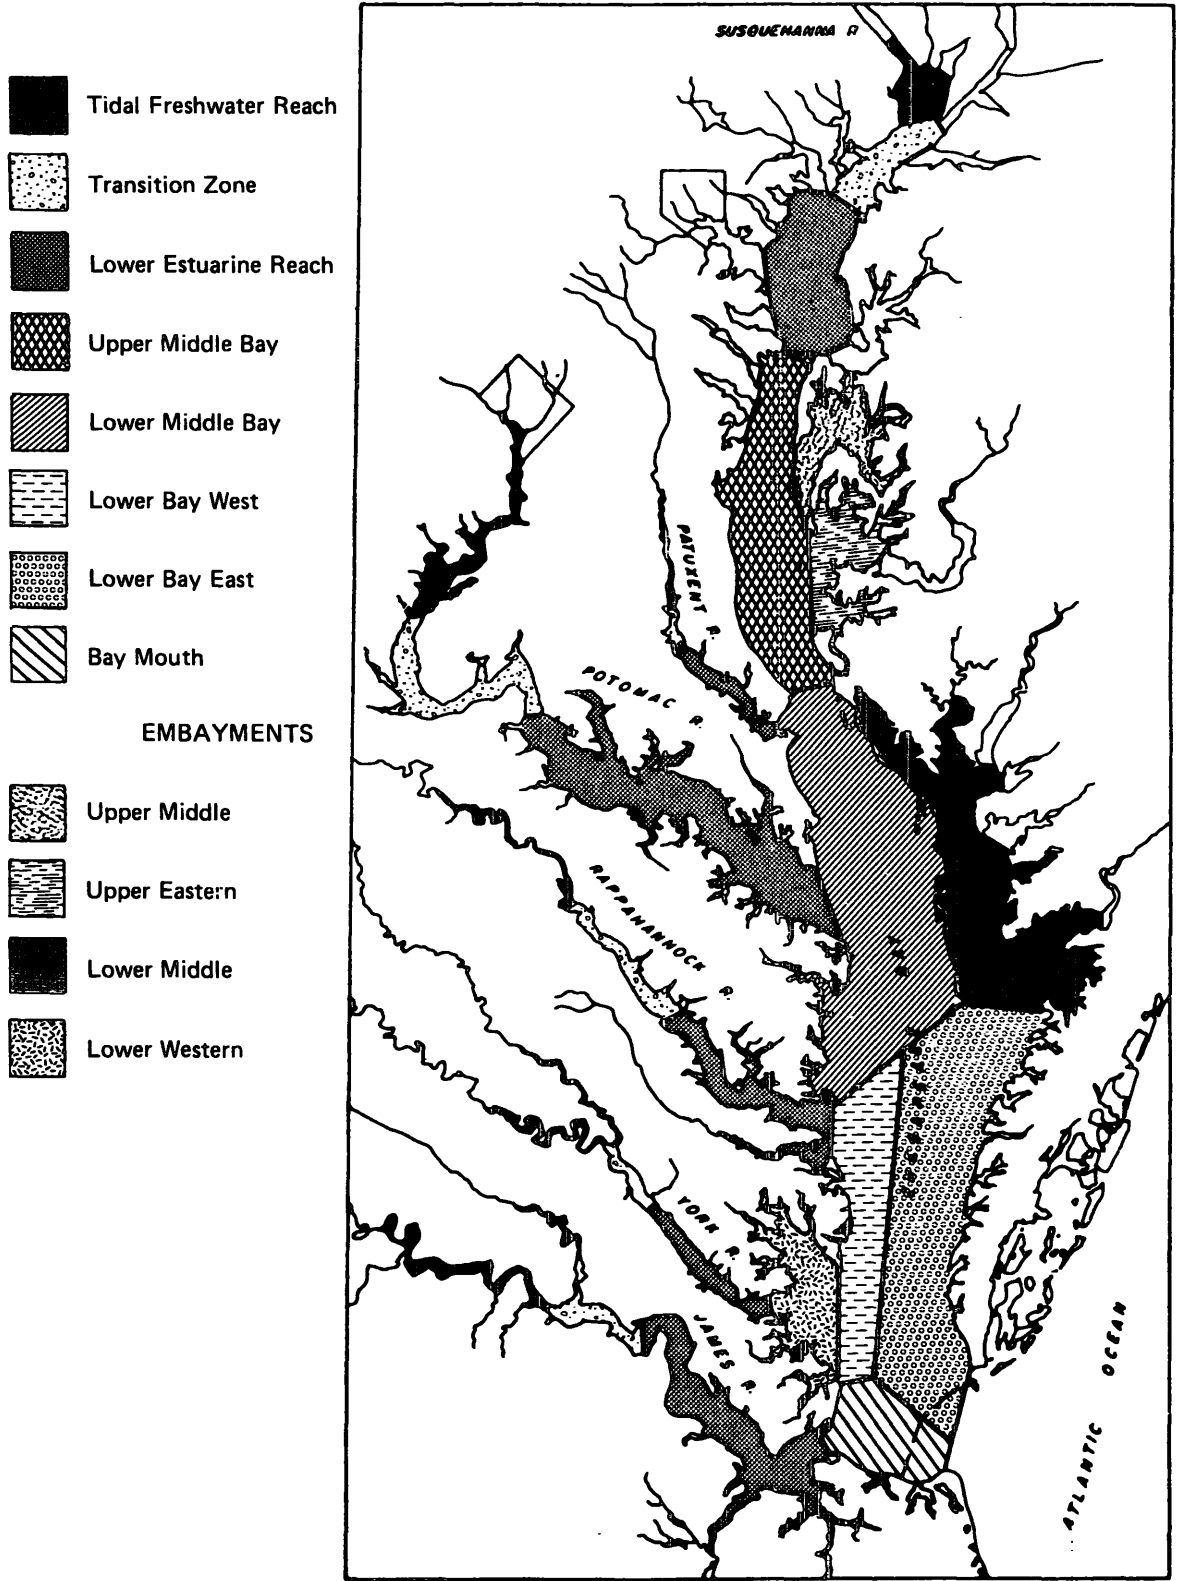 Tidal Freshwater Reach
Transition Zone
Lower Estuarine Reach
Upper Middle Bay
Lower Middle Bay
Lower Bay West
Lower Bay East
Bay Mouth
EMBAYMENTS
Upper Middle
Upper Eastern
Lower Middle
Lower Western
SUSQUEHANNA R
PATUXENT R.
POTOMAC R.
RAPPAHANNOCK R.
YORK R.
JAMES R.
BAY
ATLANTIC OCEAN